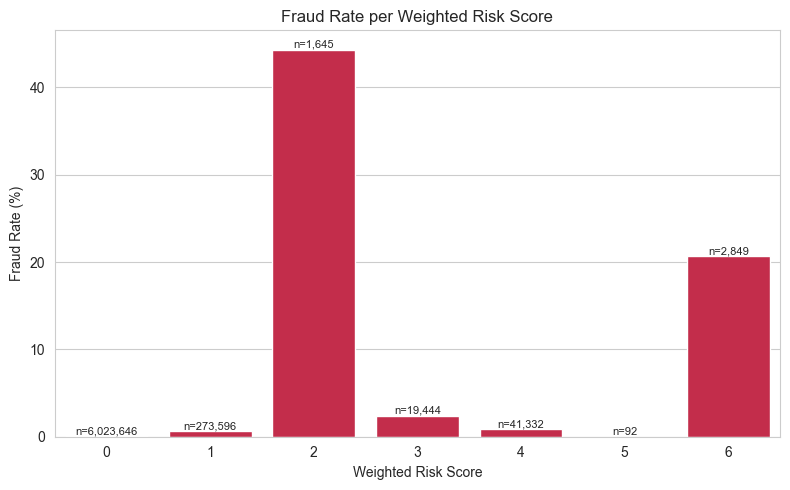 Fraud Rate per Weighted Risk Score
Fraud Rate (%)
40
30
20
10
0
n=6,023,646
n=273,596
n=1,645
n=19,444
n=41,332
n=92
n=2,849
0 1 2 3 4 5 6
Weighted Risk Score